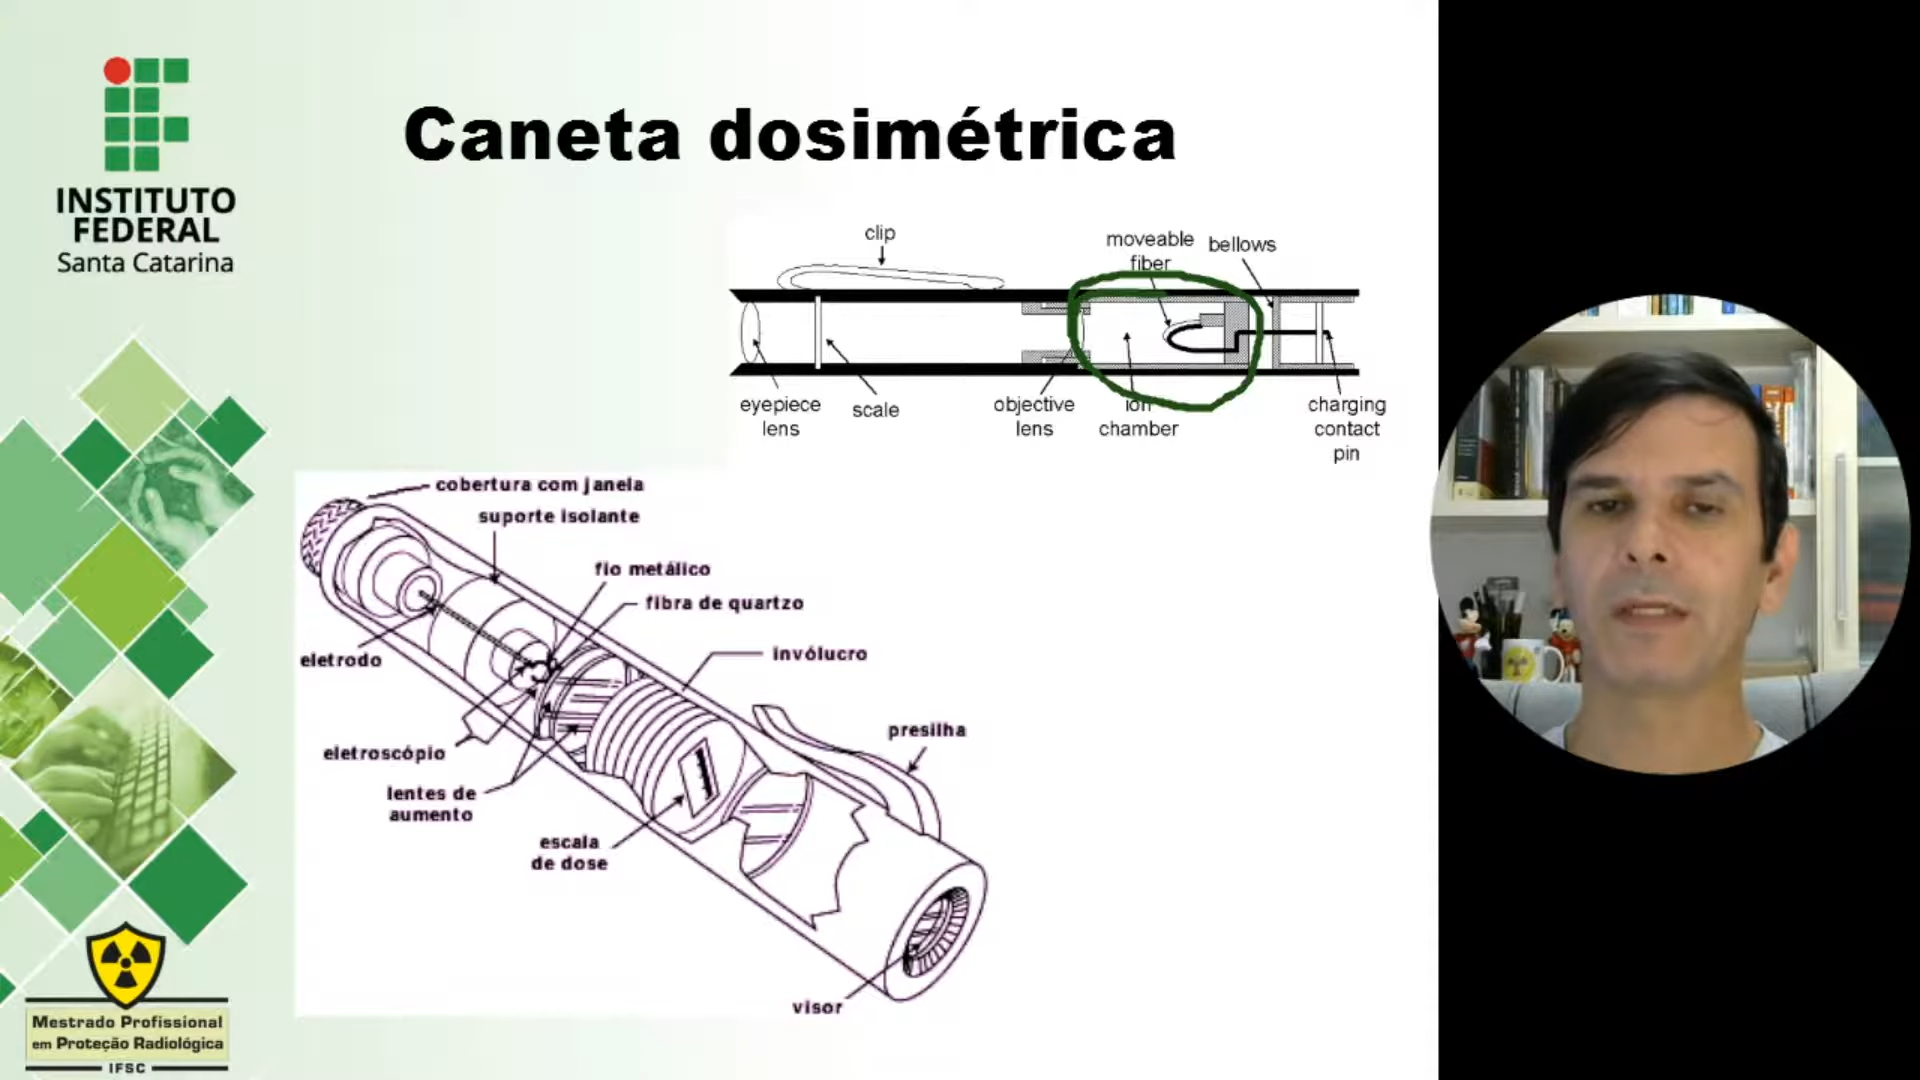 INSTITUTO
FEDERAL
Santa Catarina
Caneta dosimétrica
clip
moveable
fiber
bellows
eyepiece
lens
scale
objective
lens
ion
chamber
charging
contact
pin
cobertura com janela
suporte isolante
fio metálico
fibra de quartzo
invólucro
eletrodo
presilha
eletroscópio
lentes de
aumento
escala
de dose
visor
Mestrado Profissional
em Proteção Radiológica
IFSC